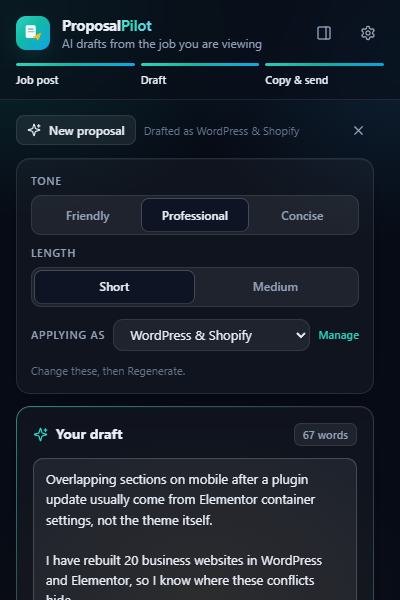 ProposalPilot
AI drafts from the job you are viewing
Job post
Draft
Copy & send
New proposal
Drafted as WordPress & Shopify
TONE
Friendly
Professional
Concise
LENGTH
Short
Medium
APPLYING AS
WordPress & Shopify
Manage
Change these, then Regenerate.
Your draft
67 words
Overlapping sections on mobile after a plugin
update usually come from Elementor container
settings, not the theme itself.
I have rebuilt 20 business websites in WordPress
and Elementor, so I know where these conflicts
hide.